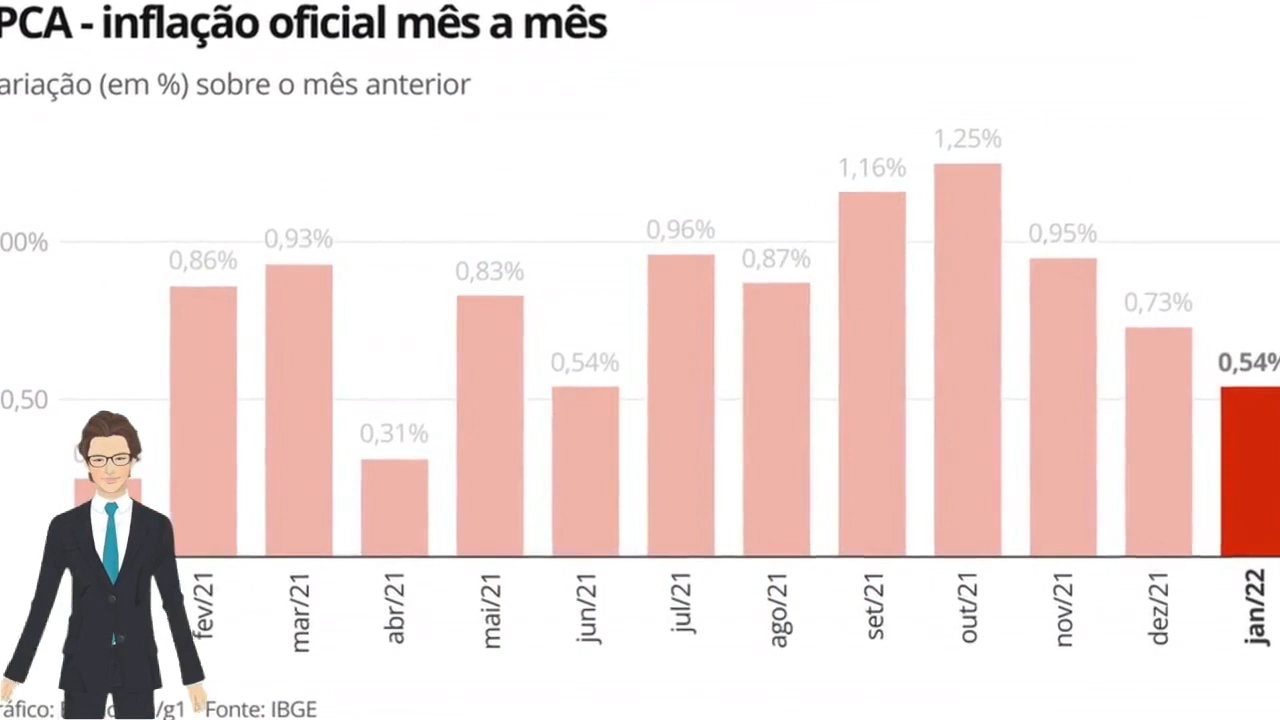 PCA - inflação oficial mês a mês
ariação (em %) sobre o mês anterior
1,25%
1,16%
0,96%
0,95%
00%
0,93%
0,86%
0,87%
0,83%
0,73%
0,54%
0,54%
0,50
0,31%
fev/21
mar/21
abr/21
mai/21
jun/21
jul/21
ago/21
set/21
out/21
nov/21
dez/21
jan/22
ráfico: /g1 Fonte: IBGE